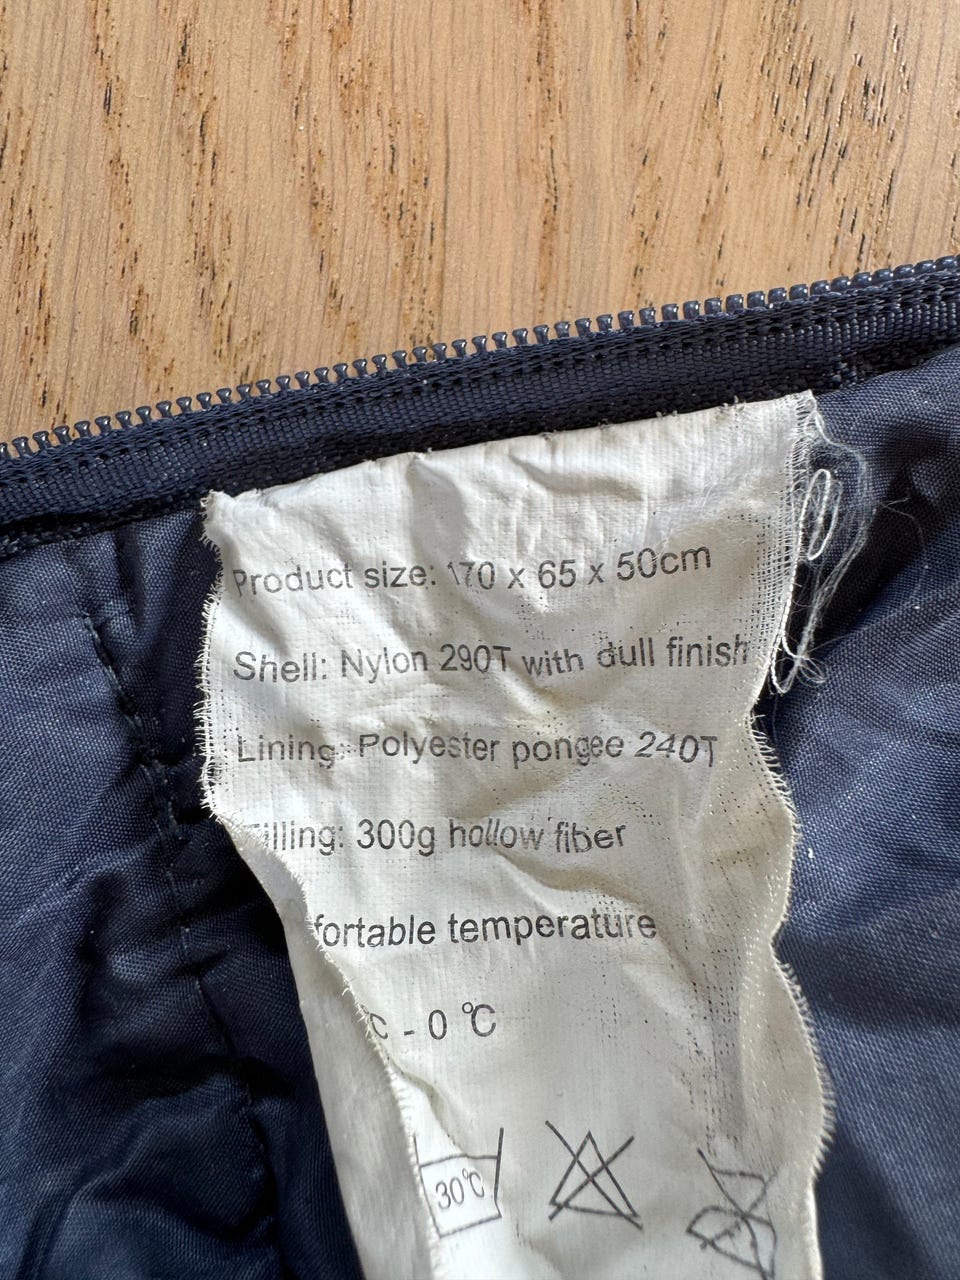 Product size: 170 x 65 x 50cm
Shell: Nylon 290T with dull finish
Lining: Polyester pongee 240T
Filling: 300g hollow fiber
fortable temperature
°C - 0 °C
30°C